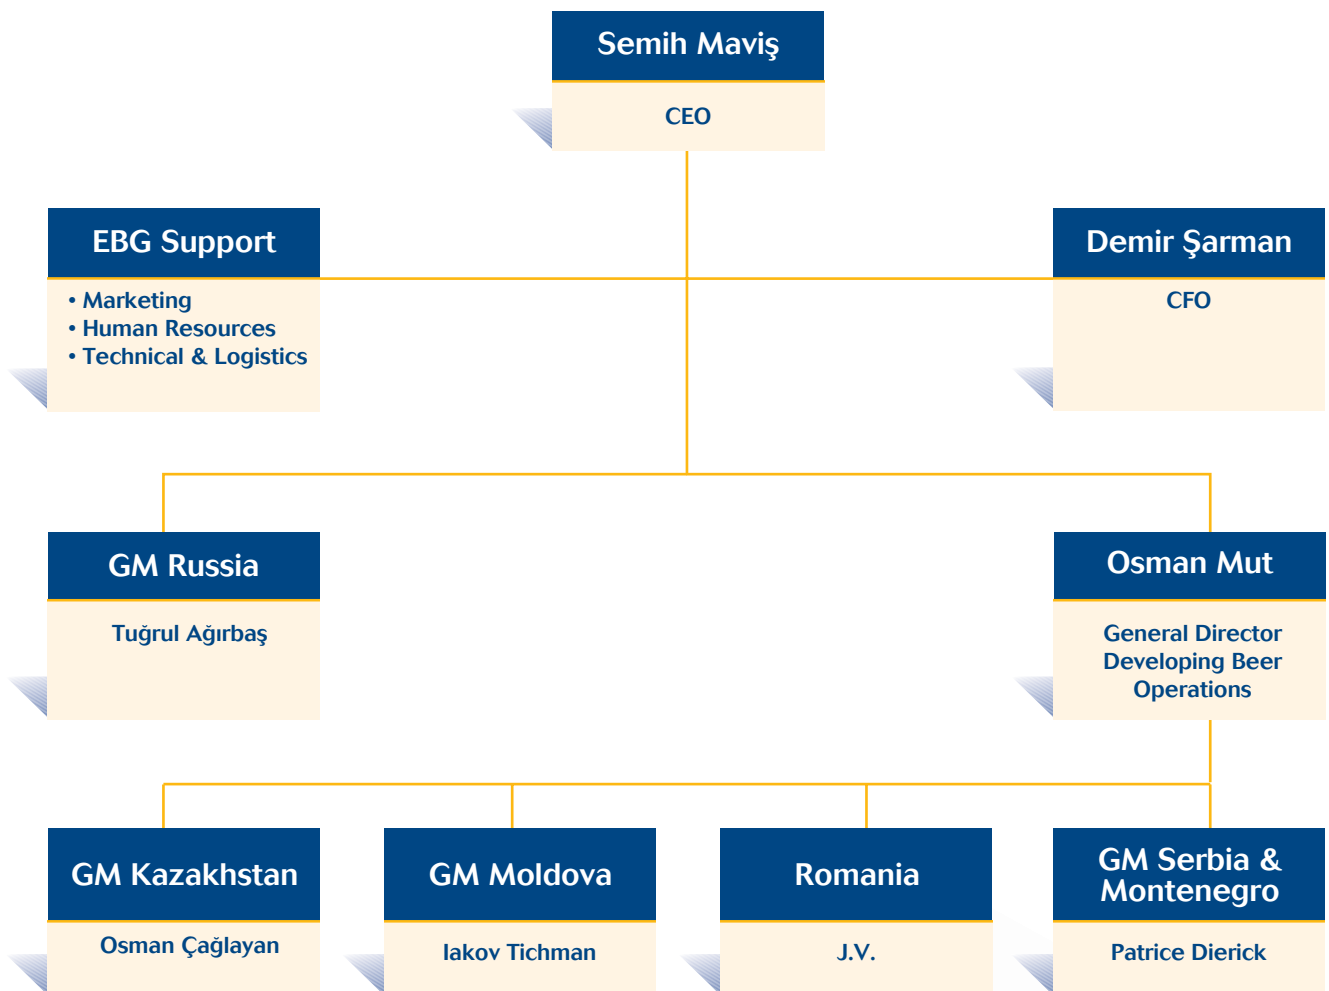 Semih Maviş
CEO
EBG Support
• Marketing
• Human Resources
• Technical & Logistics
Demir Şarman
CFO
GM Russia
Tuğrul Ağırbaş
Osman Mut
General Director
Developing Beer
Operations
GM Kazakhstan
Osman Çağlayan
GM Moldova
Iakov Tichman
Romania
J.V.
GM Serbia &
Montenegro
Patrice Dierick